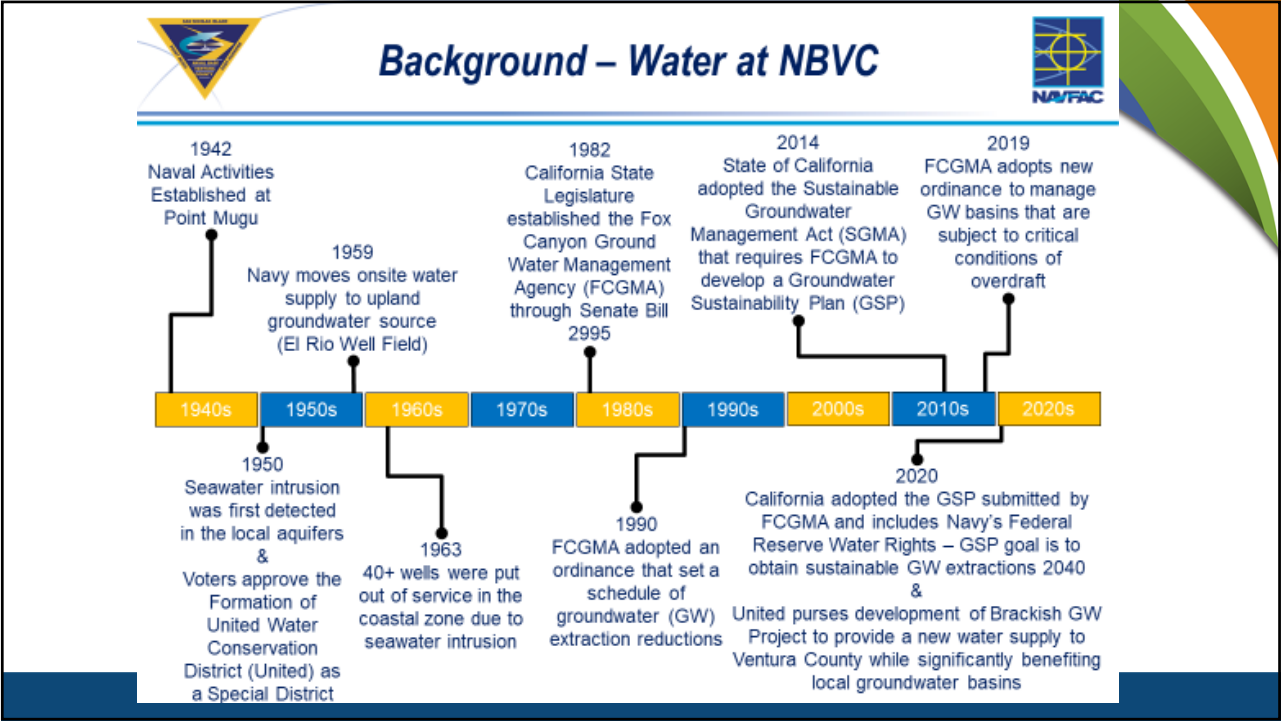 Background – Water at NBVC
NAVFAC
1942
Naval Activities
Established at
Point Mugu
1959
Navy moves onsite water
supply to upland
groundwater source
(El Rio Well Field)
1982
California State
Legislature
established the Fox
Canyon Ground
Water Management
Agency (FCGMA)
through Senate Bill
2995
2014
State of California
adopted the Sustainable
Groundwater
Management Act (SGMA)
that requires FCGMA to
develop a Groundwater
Sustainability Plan (GSP)
2019
FCGMA adopts new
ordinance to manage
GW basins that are
subject to critical
conditions of
overdraft
1940s
1950s
1960s
1970s
1980s
1990s
2000s
2010s
2020s
1950
Seawater intrusion
was first detected
in the local aquifers
&
Voters approve the
Formation of
United Water
Conservation
District (United) as
a Special District
1963
40+ wells were put
out of service in the
coastal zone due to
seawater intrusion
1990
FCGMA adopted an
ordinance that set a
schedule of
groundwater (GW)
extraction reductions
2020
California adopted the GSP submitted by
FCGMA and includes Navy's Federal
Reserve Water Rights – GSP goal is to
obtain sustainable GW extractions 2040
&
United purses development of Brackish GW
Project to provide a new water supply to
Ventura County while significantly benefiting
local groundwater basins